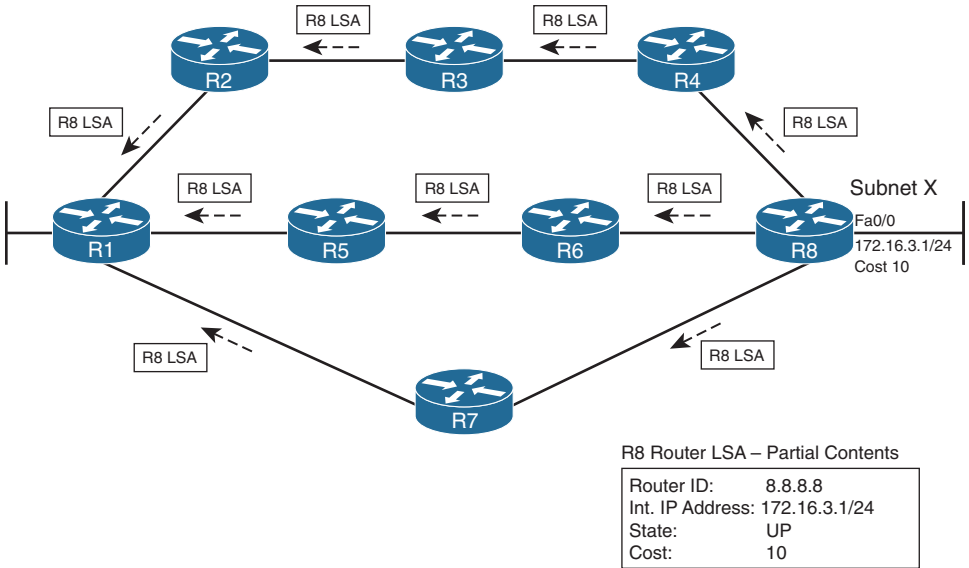 R8 LSA
R8 LSA
R2
R3
R4
R8 LSA
R8 LSA
R8 LSA
R8 LSA
R8 LSA
Subnet X
Fa0/0
R1
R5
R6
R8
172.16.3.1/24
Cost 10
R8 LSA
R8 LSA
R7
R8 Router LSA – Partial Contents
Router ID: 8.8.8.8
Int. IP Address: 172.16.3.1/24
State: UP
Cost: 10